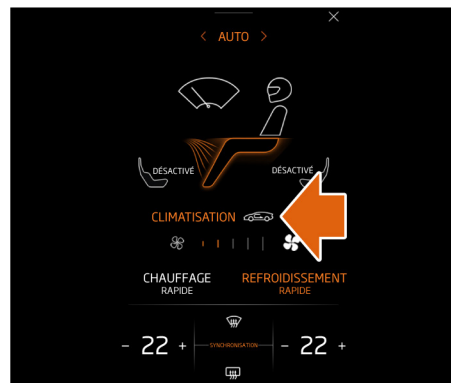 < AUTO >
DÉSACTIVÉ DÉSACTIVÉ
CLIMATISATION
CHAUFFAGE REFROIDISSEMENT
RAPIDE RAPIDE
- 22 + SYNCHRONISATION - 22 +